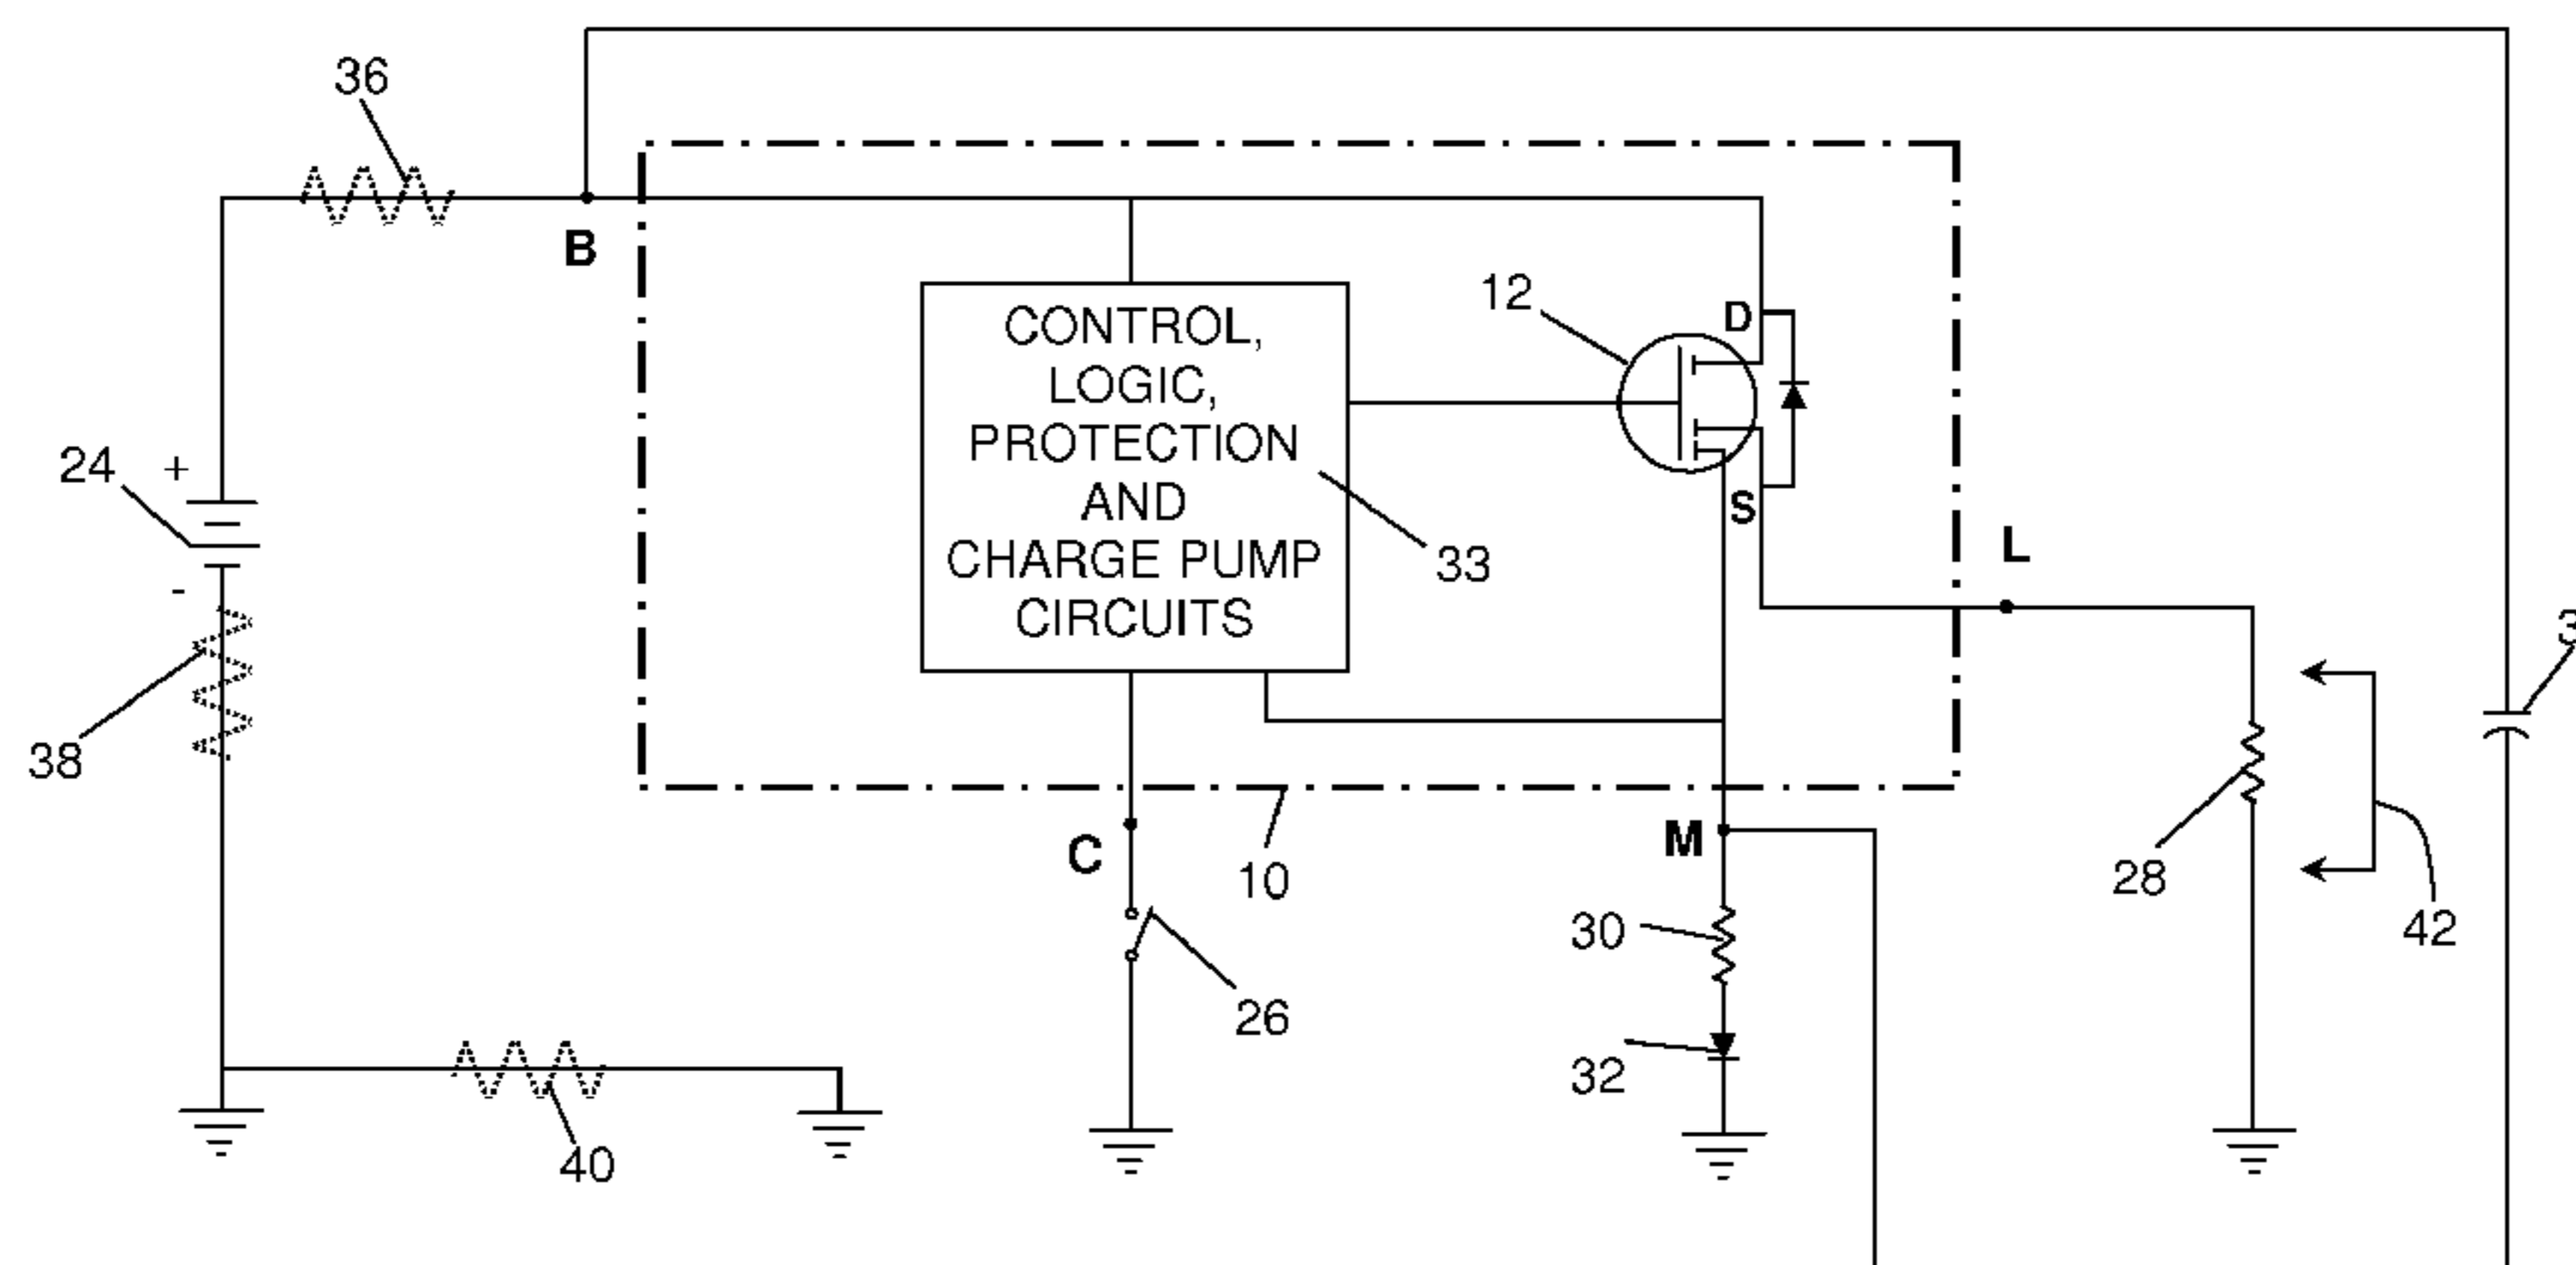 36
B
12
D
CONTROL,
LOGIC,
PROTECTION
AND
CHARGE PUMP
CIRCUITS
24
+
-
S
33
L
38
M
C
10
28
42
30
26
32
40